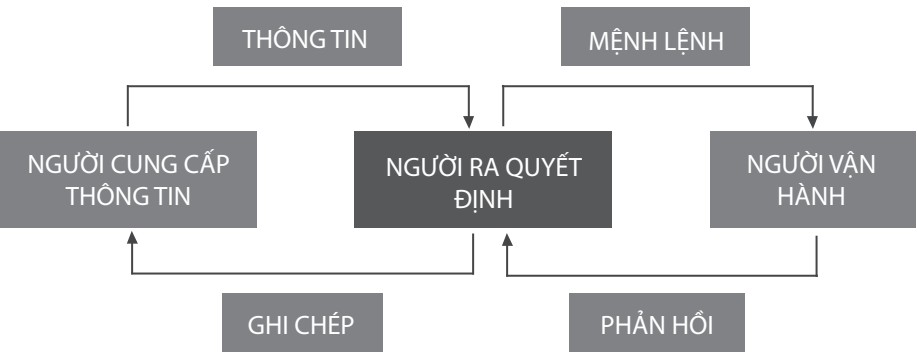 THÔNG TIN
MỆNH LỆNH
NGƯỜI CUNG CẤP
THÔNG TIN
NGƯỜI RA QUYẾT
ĐỊNH
NGƯỜI VẬN
HÀNH
GHI CHÉP
PHẢN HỒI